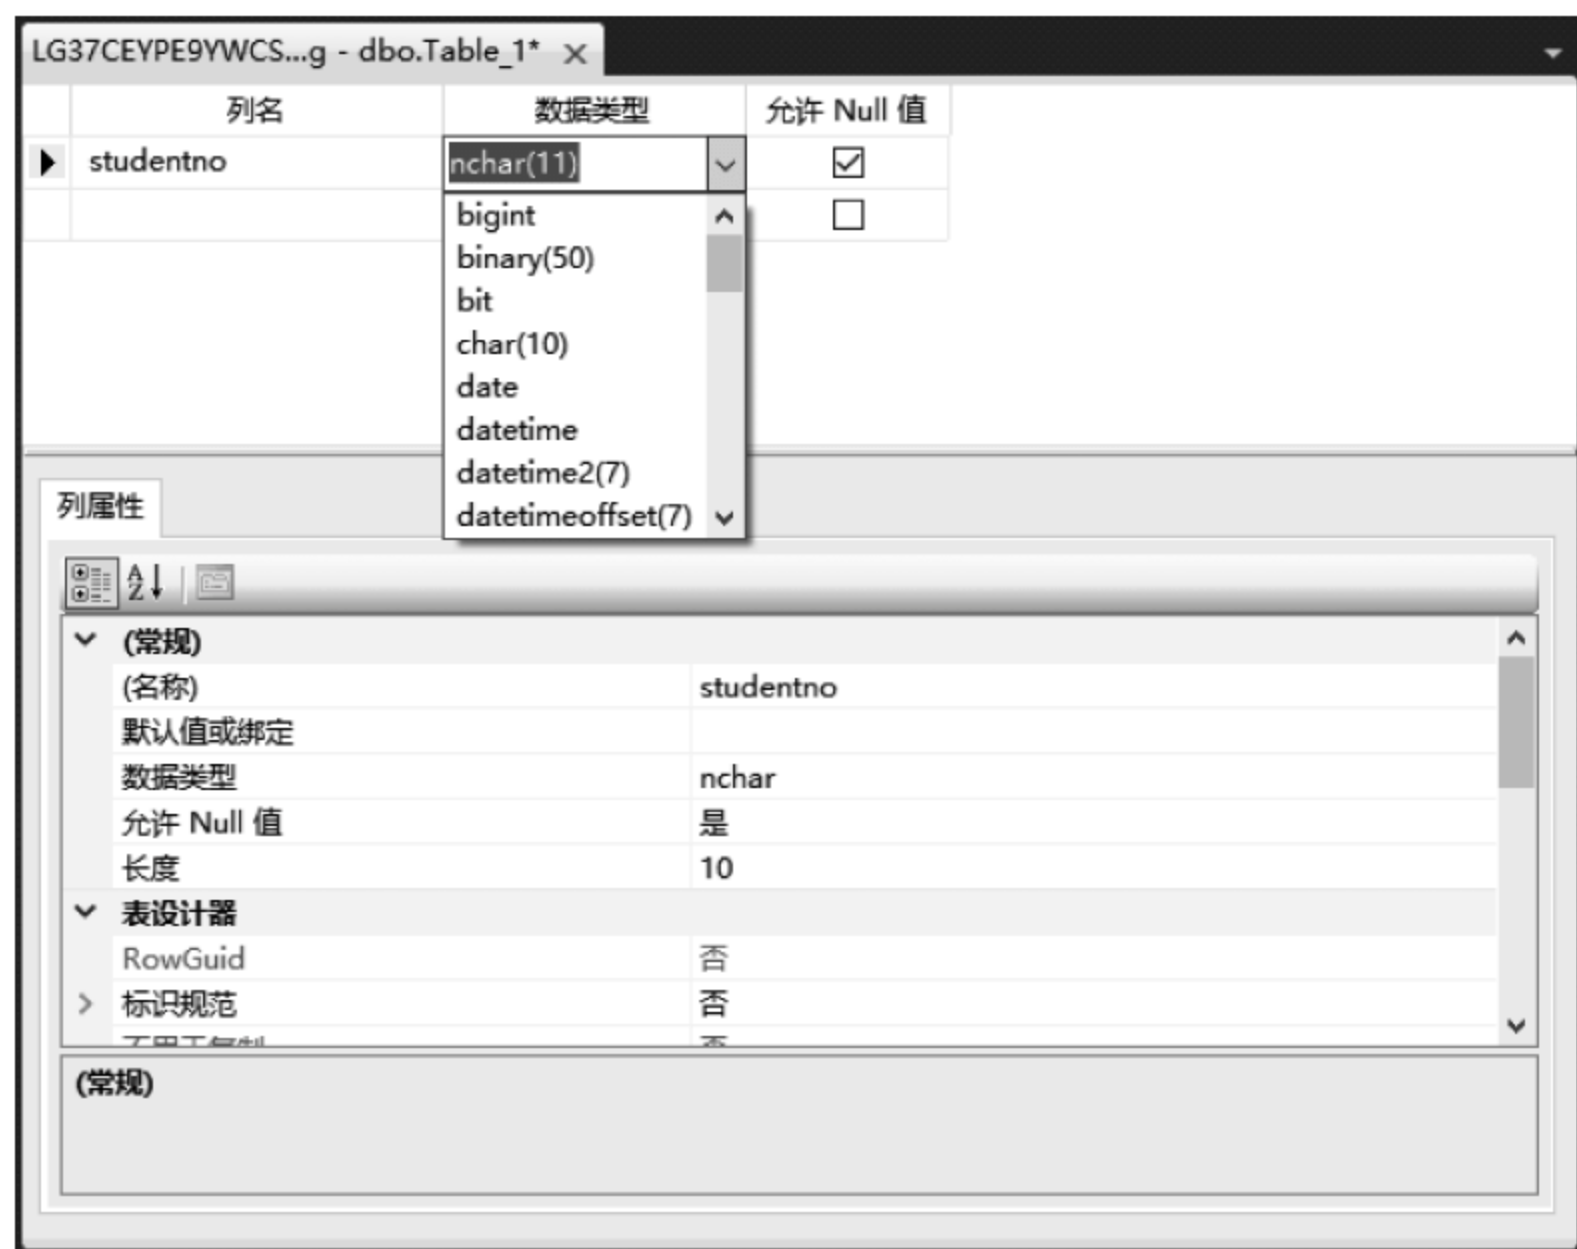 LG37CEYPE9YWCS...g - dbo.Table_1*
列名 数据类型 允许 Null 值
studentno nchar(11)
bigint
binary(50)
bit
char(10)
date
datetime
datetime2(7)
datetimeoffset(7)
列属性
(常规)
(名称) studentno
默认值或绑定
数据类型 nchar
允许 Null 值 是
长度 10
表设计器
RowGuid 否
标识规范 否
(常规)